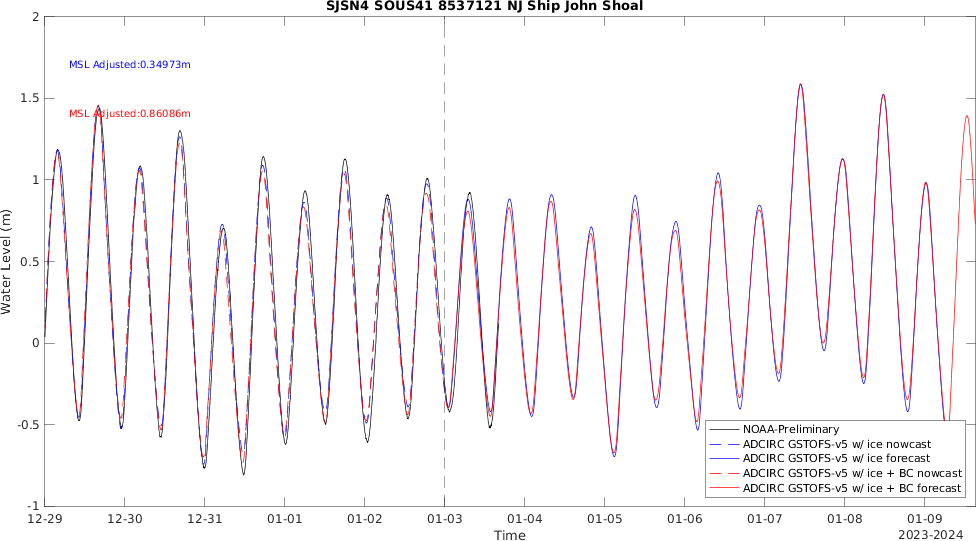 SJSN4 SOUS41 8537121 NJ Ship John Shoal
2
1.5
1
0.5
0
-0.5
-1
Water Level (m)
MSL Adjusted:0.34973m
MSL Adjusted:0.86086m
NOAA-Preliminary
ADCIRC GSTOFS-v5 w/ ice nowcast
ADCIRC GSTOFS-v5 w/ ice forecast
ADCIRC GSTOFS-v5 w/ ice + BC nowcast
ADCIRC GSTOFS-v5 w/ ice + BC forecast
12-29 12-30 12-31 01-01 01-02 01-03 01-04 01-05 01-06 01-07 01-08 01-09
Time
2023-2024